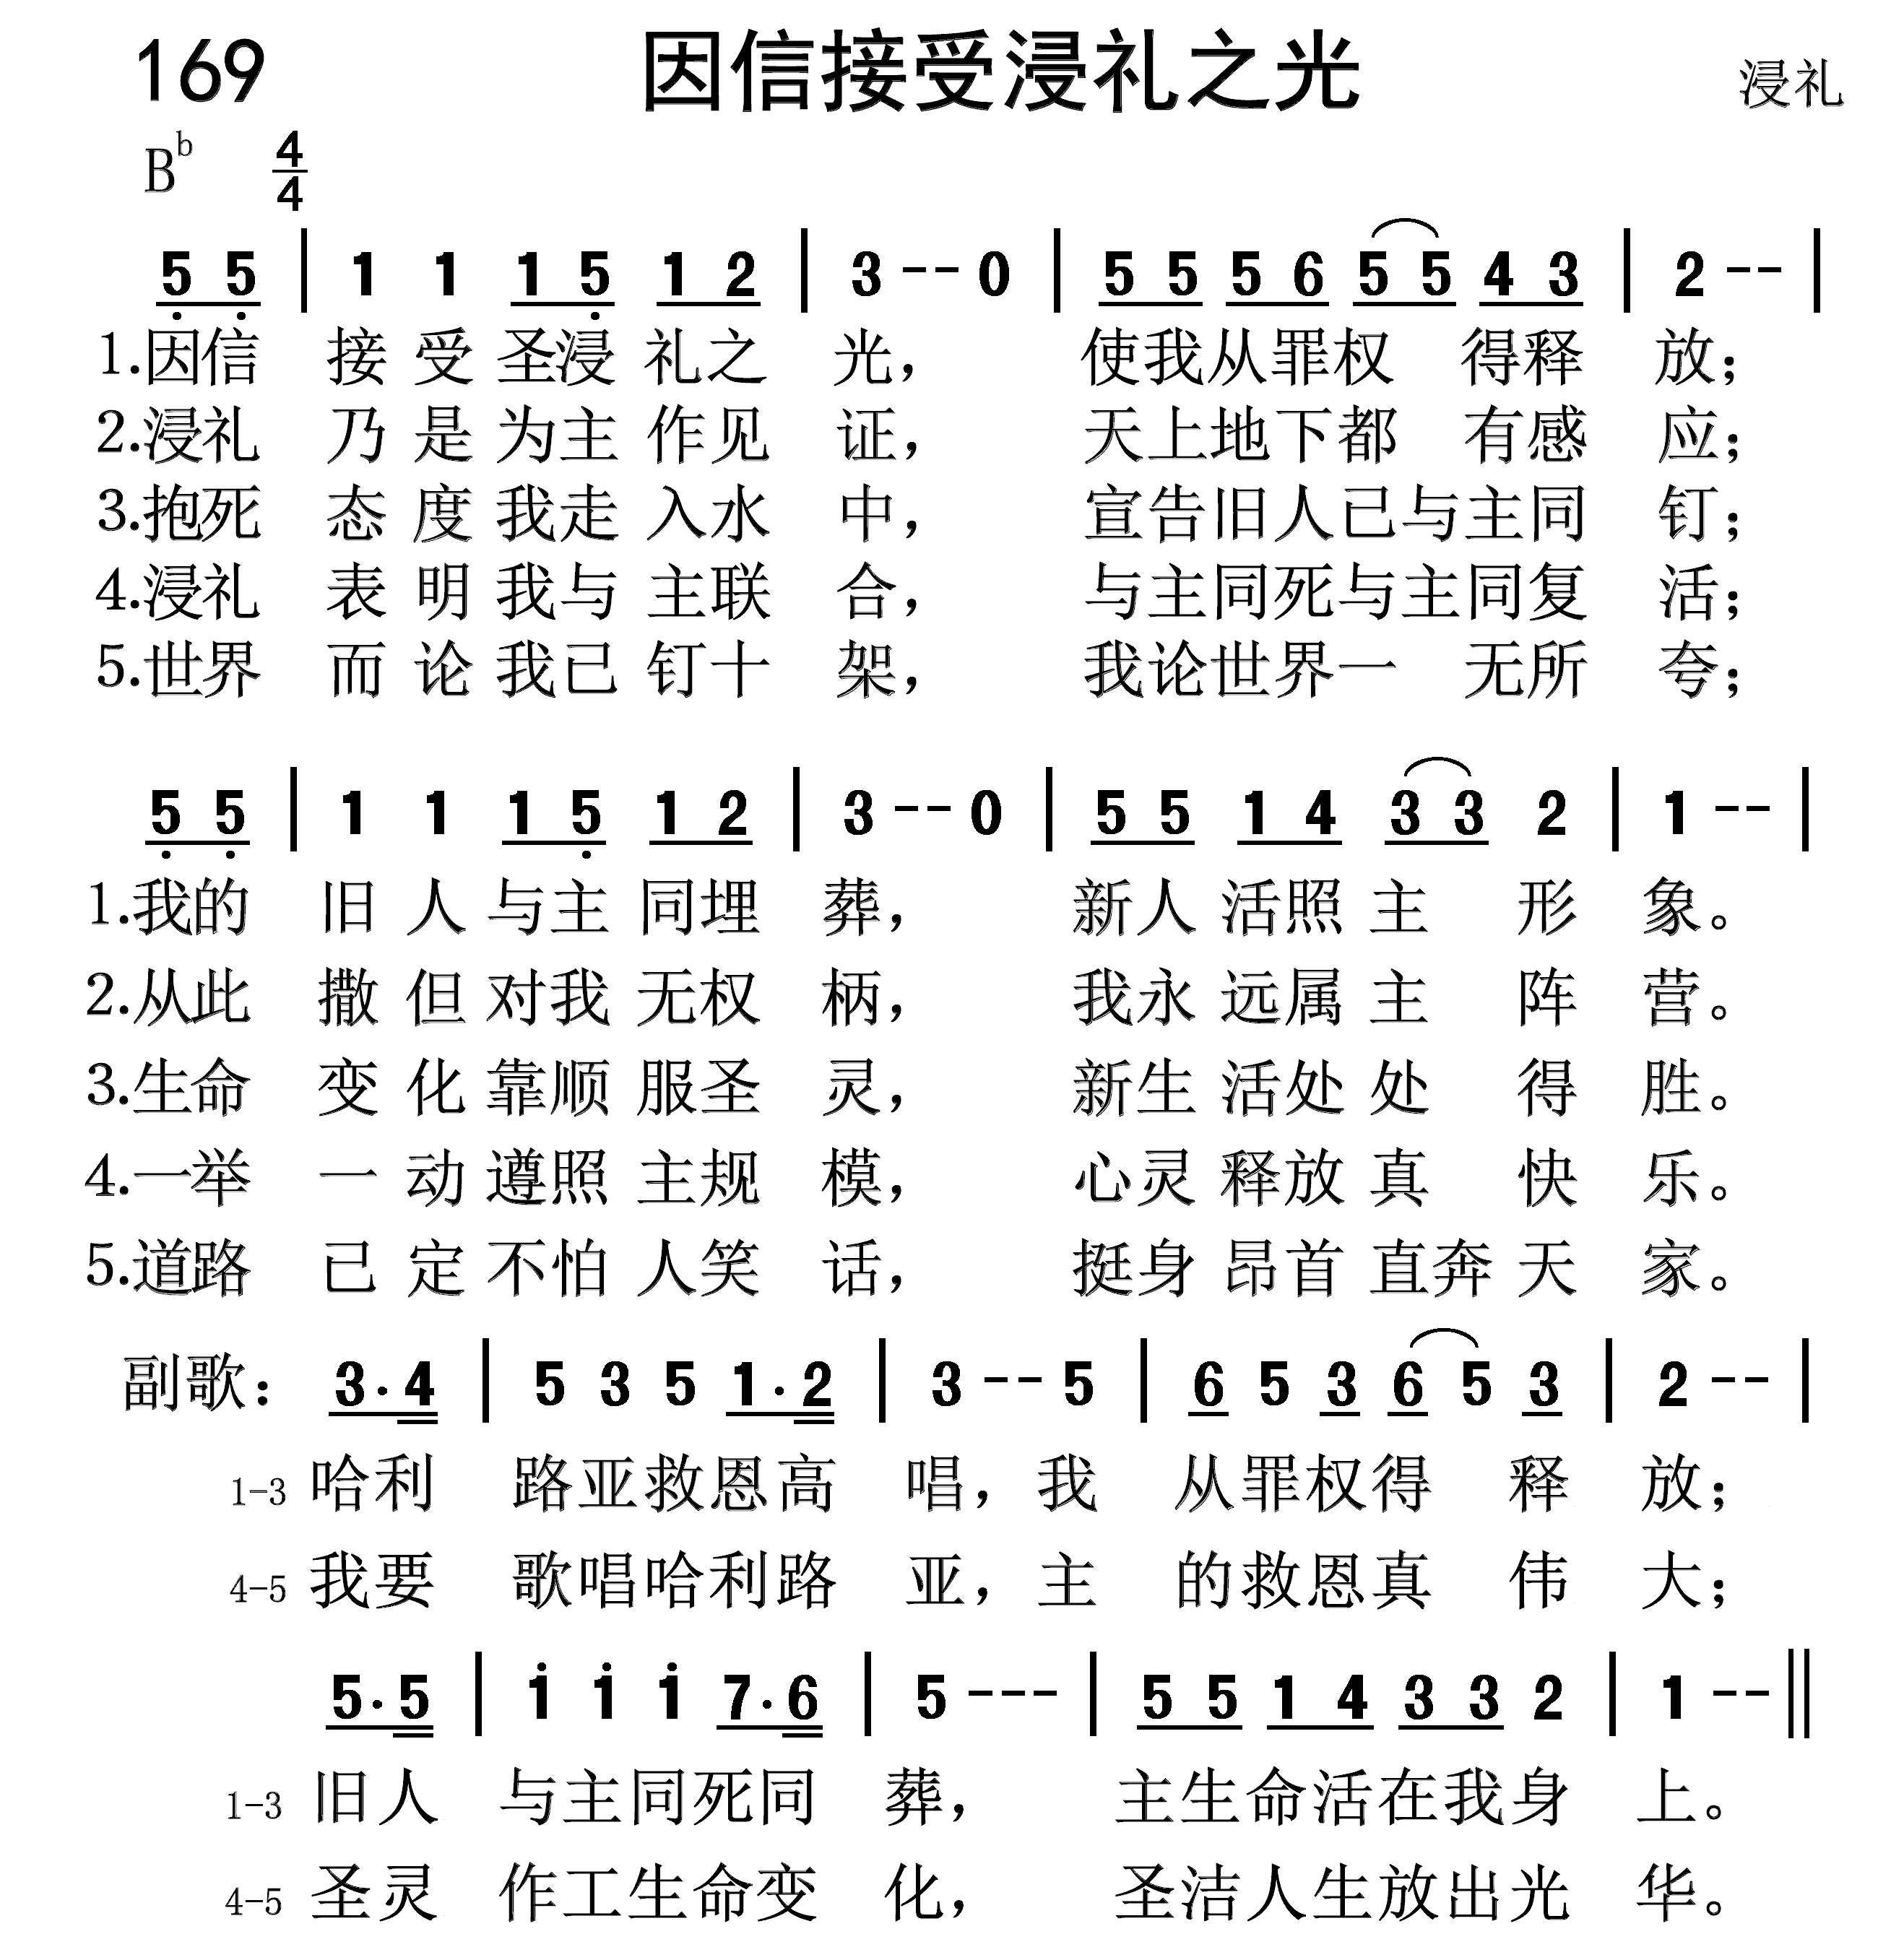 169 因信接受浸礼之光 浸礼
B♭ 4/4
5 5 | 1 1 1 5 1 2 | 3 -- 0 | 5 5 5 6 5 5 4 3 | 2 -- |
1.因信 接受圣浸礼之光， 使我从罪权 得释放；
2.浸礼 乃是为主作见证， 天上地下都 有感应；
3.抱死 态度我走入水中， 宣告旧人已与主同钉；
4.浸礼 表明我与主联合， 与主同死与主同复活；
5.世界 而论我已钉十架， 我论世界一 无所夸；
5 5 | 1 1 1 5 1 2 | 3 -- 0 | 5 5 1 4 3 3 2 | 1 -- |
1.我的 旧人与主同埋葬， 新人活照主 形象。
2.从此 撒但对我无权柄， 我永远属主 阵营。
3.生命 变化靠顺服圣灵， 新生活处处 得胜。
4.一举 一动遵照主规模， 心灵释放真 快乐。
5.道路 已定不怕人笑话， 挺身昂首直奔天家。
副歌： 3·4 | 5 3 5 1·2 | 3 -- 5 | 6 5 3 6 5 3 | 2 -- |
1-3 哈利 路亚救恩高唱，我 从罪权得 释放；
4-5 我要 歌唱哈利路亚，主 的救恩真 伟大；
5·5 | 1 1 1 7·6 | 5 --- | 5 5 1 4 3 3 2 | 1 -- ||
1-3 旧人 与主同死同葬， 主生命活在我身上。
4-5 圣灵 作工生命变化， 圣洁人生放出光华。